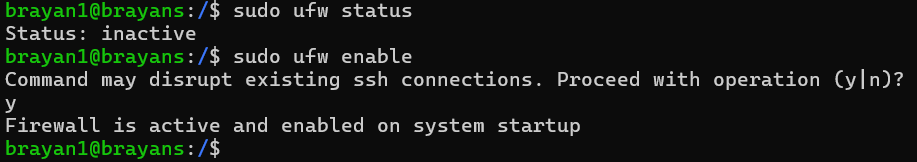 brayan1@brayans:/$ sudo ufw status
Status: inactive
brayan1@brayans:/$ sudo ufw enable
Command may disrupt existing ssh connections. Proceed with operation (y|n)?
y
Firewall is active and enabled on system startup
brayan1@brayans:/$